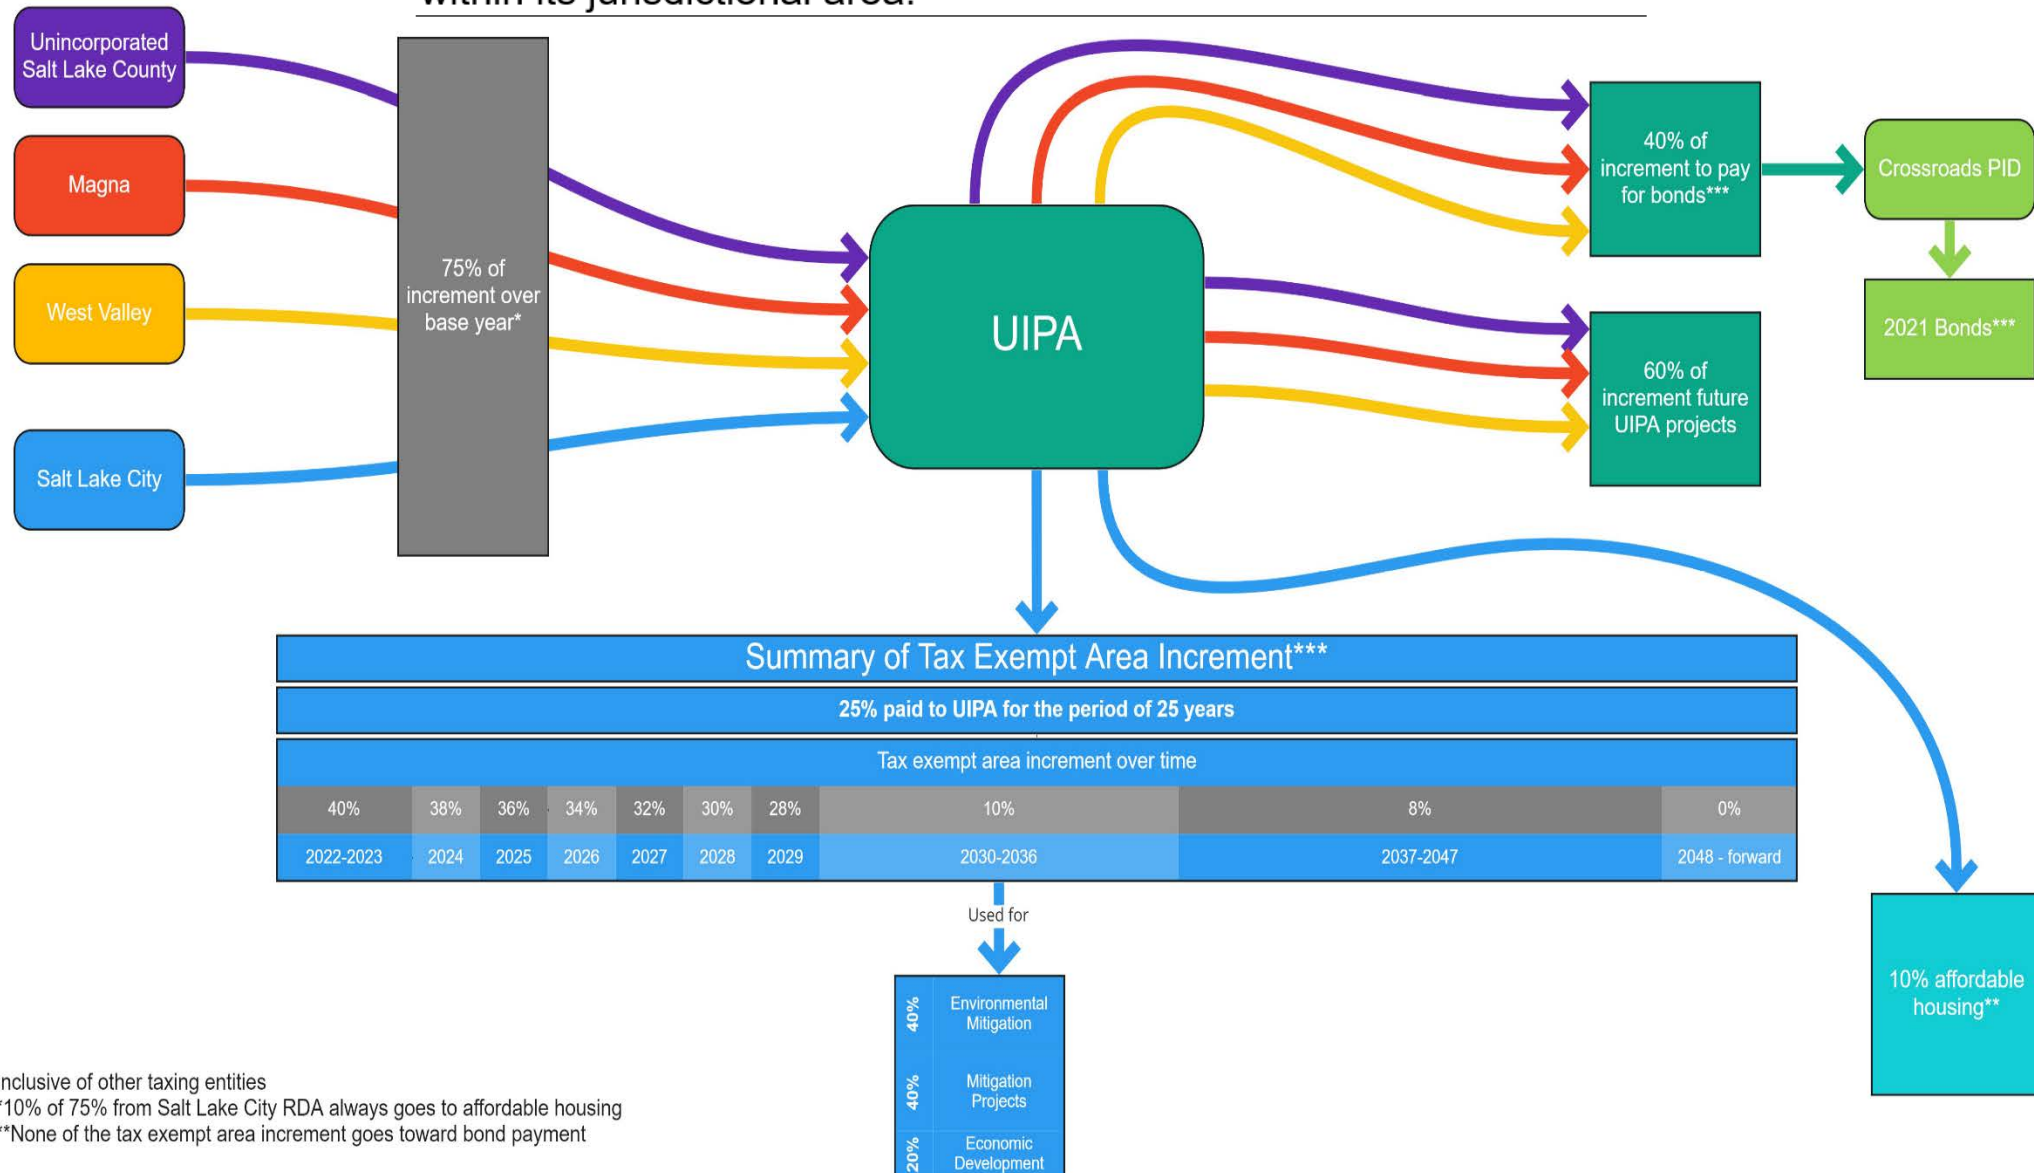 within its jurisdictional area.
Unincorporated
Salt Lake County
Magna
West Valley
Salt Lake City
75% of
increment over
base year*
UIPA
40% of
increment to pay
for bonds***
Crossroads PID
2021 Bonds***
60% of
increment future
UIPA projects
Summary of Tax Exempt Area Increment***
25% paid to UIPA for the period of 25 years
Tax exempt area increment over time
40% 38% 36% 34% 32% 30% 28% 10% 8% 0%
2022-2023 2024 2025 2026 2027 2028 2029 2030-2036 2037-2047 2048 - forward
Used for
40% Environmental
Mitigation
40% Mitigation
Projects
20% Economic
Development
10% affordable
housing**
nclusive of other taxing entities
*10% of 75% from Salt Lake City RDA always goes to affordable housing
**None of the tax exempt area increment goes toward bond payment